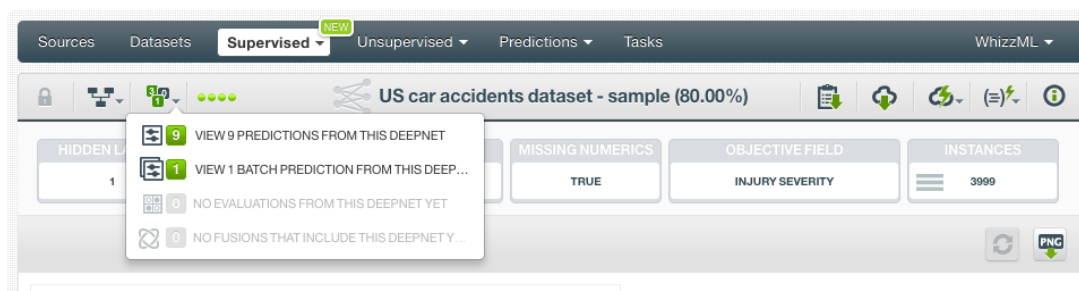 NEW
Sources Datasets Supervised Unsupervised Predictions Tasks WhizzML
US car accidents dataset - sample (80.00%)
9 VIEW 9 PREDICTIONS FROM THIS DEEPNET
1 VIEW 1 BATCH PREDICTION FROM THIS DEEP...
0 NO EVALUATIONS FROM THIS DEEPNET YET
0 NO FUSIONS THAT INCLUDE THIS DEEPNET Y...
HIDDEN LA MISSING NUMERICS OBJECTIVE FIELD INSTANCES
1 TRUE INJURY SEVERITY 3999
PNG